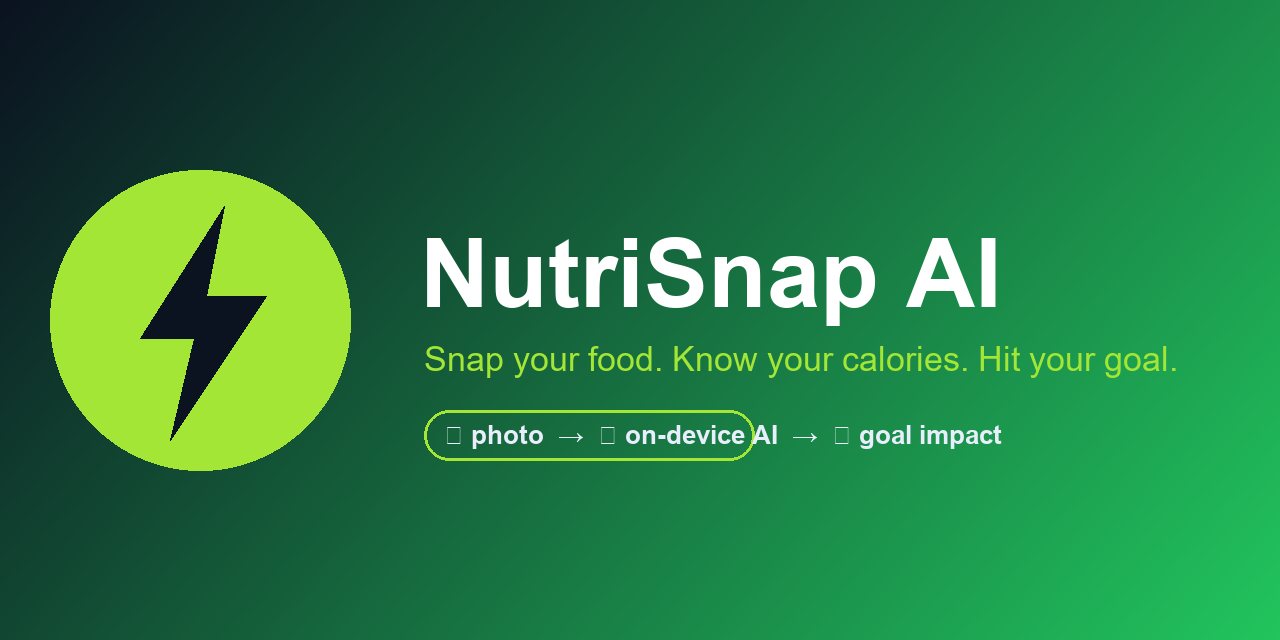 NutriSnap AI
Snap your food. Know your calories. Hit your goal.
▯ photo → ▯ on-device AI → ▯ goal impact